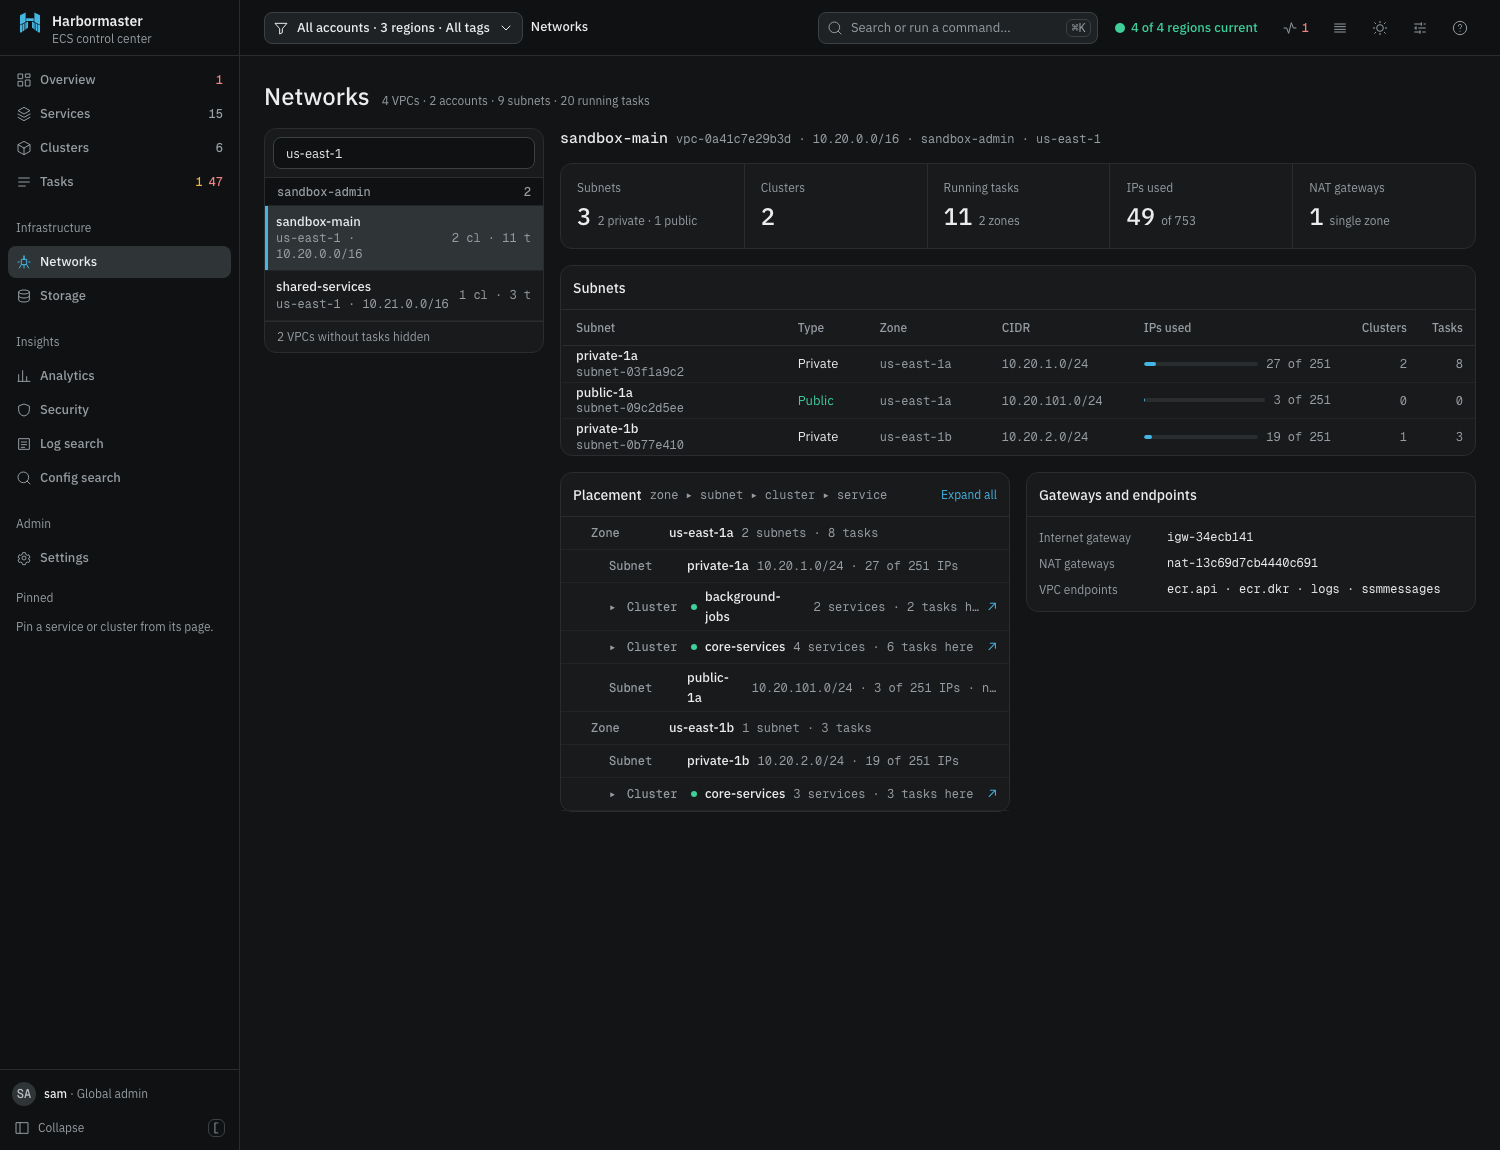 Harbormaster
ECS control center
All accounts · 3 regions · All tags
Networks
Search or run a command...
⌘K
4 of 4 regions current
1
Overview 1
Services 15
Clusters 6
Tasks 1 47
Infrastructure
Networks
Storage
Insights
Analytics
Security
Log search
Config search
Admin
Settings
Pinned
Pin a service or cluster from its page.
SA sam · Global admin
Collapse [
Networks 4 VPCs · 2 accounts · 9 subnets · 20 running tasks
us-east-1
sandbox-admin 2
sandbox-main
us-east-1 ·
10.20.0.0/16
2 cl · 11 t
shared-services
us-east-1 · 10.21.0.0/16
1 cl · 3 t
2 VPCs without tasks hidden
sandbox-main vpc-0a41c7e29b3d · 10.20.0.0/16 · sandbox-admin · us-east-1
Subnets
3 2 private · 1 public
Clusters
2
Running tasks
11 2 zones
IPs used
49 of 753
NAT gateways
1 single zone
Subnets
Subnet Type Zone CIDR IPs used Clusters Tasks
private-1a
subnet-03f1a9c2
Private us-east-1a 10.20.1.0/24 27 of 251 2 8
public-1a
subnet-09c2d5ee
Public us-east-1a 10.20.101.0/24 3 of 251 0 0
private-1b
subnet-0b77e410
Private us-east-1b 10.20.2.0/24 19 of 251 1 3
Placement zone ▸ subnet ▸ cluster ▸ service Expand all
Zone us-east-1a 2 subnets · 8 tasks
Subnet private-1a 10.20.1.0/24 · 27 of 251 IPs
▸ Cluster background-
jobs
2 services · 2 tasks h… ↗
▸ Cluster core-services 4 services · 6 tasks here ↗
Subnet public-
1a
10.20.101.0/24 · 3 of 251 IPs · n…
Zone us-east-1b 1 subnet · 3 tasks
Subnet private-1b 10.20.2.0/24 · 19 of 251 IPs
▸ Cluster core-services 3 services · 3 tasks here ↗
Gateways and endpoints
Internet gateway igw-34ecb141
NAT gateways nat-13c69d7cb4440c691
VPC endpoints ecr.api · ecr.dkr · logs · ssmmessages